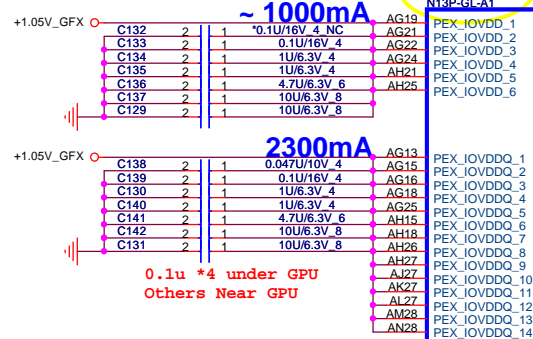 N13P-GL-A1
~ 1000mA
+1.05V_GFX
AG19 PEX_IOVDD_1
C132 2 1 *0.1U/16V_4_NC AG21 PEX_IOVDD_2
C133 2 1 0.1U/16V_4 AG22 PEX_IOVDD_3
C134 2 1 1U/6.3V_4 AG24 PEX_IOVDD_4
C135 2 1 1U/6.3V_4 AH21 PEX_IOVDD_5
C136 2 1 4.7U/6.3V_6 AH25 PEX_IOVDD_6
C137 2 1 10U/6.3V_8
C129 2 1 10U/6.3V_8
2300mA
+1.05V_GFX
AG13 PEX_IOVDDQ_1
C138 2 1 0.047U/10V_4 AG15 PEX_IOVDDQ_2
C139 2 1 0.1U/16V_4 AG16 PEX_IOVDDQ_3
C130 2 1 1U/6.3V_4 AG18 PEX_IOVDDQ_4
C140 2 1 1U/6.3V_4 AG25 PEX_IOVDDQ_5
C141 2 1 4.7U/6.3V_6 AH15 PEX_IOVDDQ_6
C142 2 1 10U/6.3V_8 AH18 PEX_IOVDDQ_7
C131 2 1 10U/6.3V_8 AH26 PEX_IOVDDQ_8
AH27 PEX_IOVDDQ_9
AJ27 PEX_IOVDDQ_10
AK27 PEX_IOVDDQ_11
AL27 PEX_IOVDDQ_12
AM28 PEX_IOVDDQ_13
AN28 PEX_IOVDDQ_14
0.1u *4 under GPU
Others Near GPU